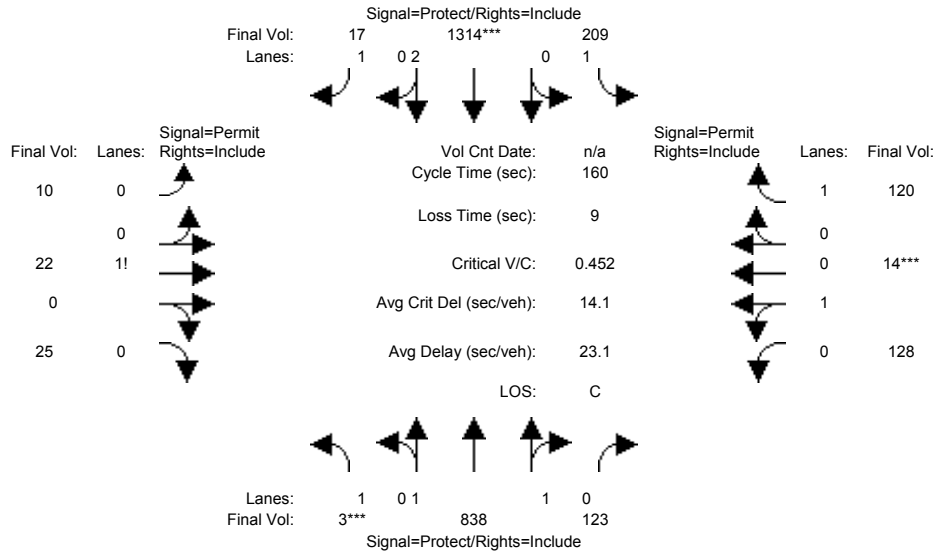 Signal=Protect/Rights=Include
Final Vol: 17 1314*** 209
Lanes: 1 0 2 0 1
Signal=Permit Signal=Permit
Final Vol: Lanes: Rights=Include Vol Cnt Date: n/a Rights=Include Lanes: Final Vol:
Cycle Time (sec): 160
10 0 1 120
Loss Time (sec): 9
0 0
22 1! Critical V/C: 0.452 0 14***
0 Avg Crit Del (sec/veh): 14.1 1
25 0 Avg Delay (sec/veh): 23.1 0 128
LOS: C
Lanes: 1 0 1 1 0
Final Vol: 3*** 838 123
Signal=Protect/Rights=Include